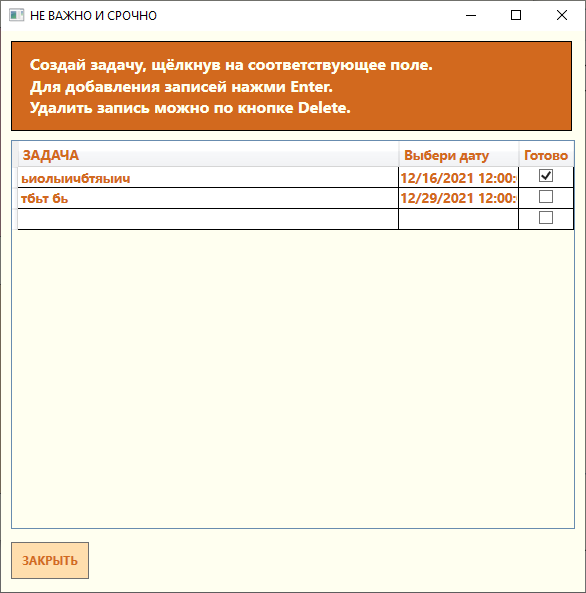 НЕ ВАЖНО И СРОЧНО
Создай задачу, щёлкнув на соответствующее поле.
Для добавления записей нажми Enter.
Удалить запись можно по кнопке Delete.
ЗАДАЧА Выбери дату Готово
ьиолыичбтяыич 12/16/2021 12:00:
тбьт бь 12/29/2021 12:00:
ЗАКРЫТЬ